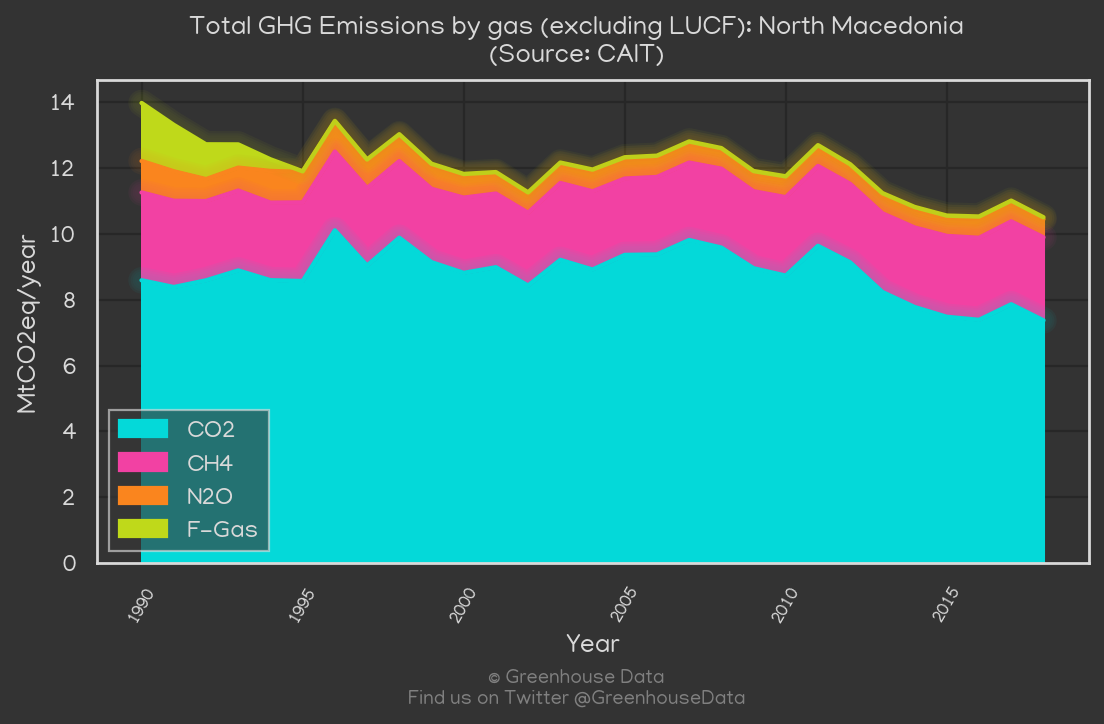 Total GHG Emissions by gas (excluding LUCF): North Macedonia
(Source: CAIT)
MtCO2eq/year
14
12
10
8
6
4
2
0
CO2
CH4
N2O
F-Gas
1990
1995
2000
2005
2010
2015
Year
© Greenhouse Data
Find us on Twitter @GreenhouseData